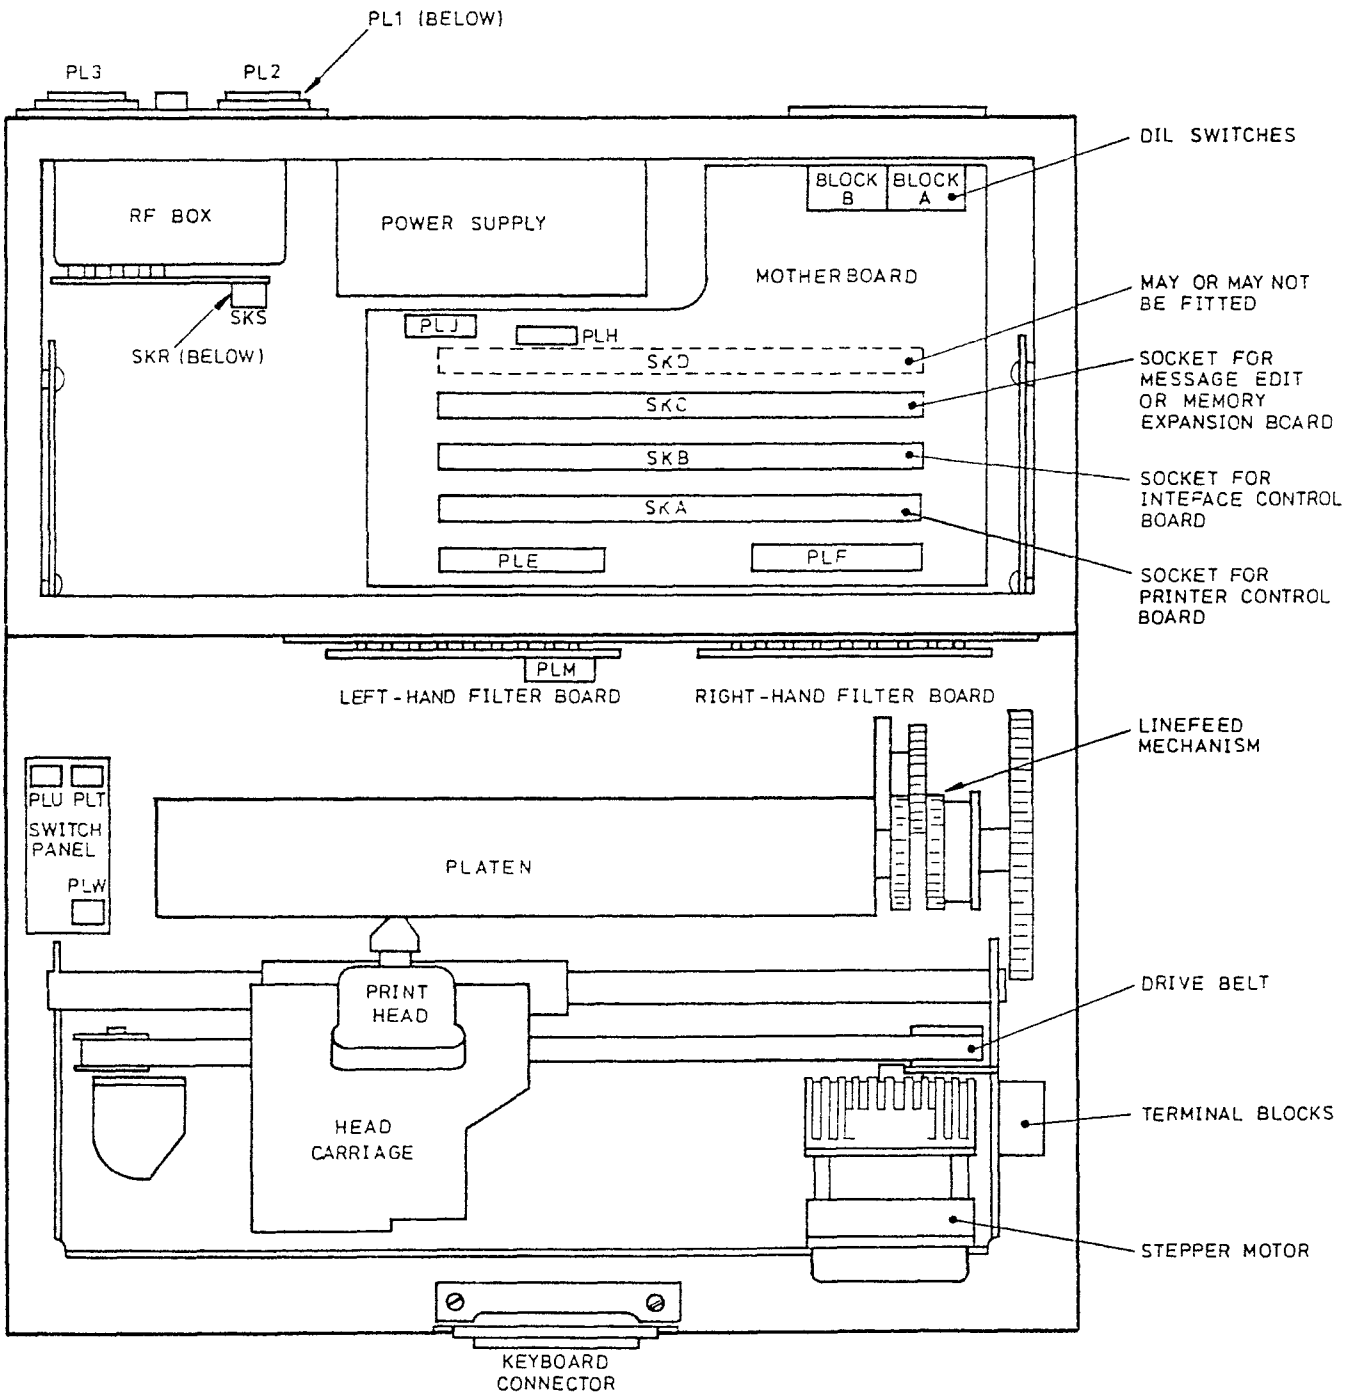 PL1 (BELOW)
PL3
PL2
DIL SWITCHES
BLOCK
B
BLOCK
A
RF BOX
POWER SUPPLY
MOTHERBOARD
MAY OR MAY NOT
BE FITTED
SKS
SKR (BELOW)
PLJ
PLH
SKD
SKC
SOCKET FOR
MESSAGE EDIT
OR MEMORY
EXPANSION BOARD
SKB
SOCKET FOR
INTEFACE CONTROL
BOARD
SKA
PLE
PLF
SOCKET FOR
PRINTER CONTROL
BOARD
PLM
LEFT-HAND FILTER BOARD
RIGHT-HAND FILTER BOARD
LINEFEED
MECHANISM
PLU PLT
SWITCH
PANEL
PLW
PLATEN
PRINT
HEAD
DRIVE BELT
HEAD
CARRIAGE
TERMINAL BLOCKS
STEPPER MOTOR
KEYBOARD
CONNECTOR